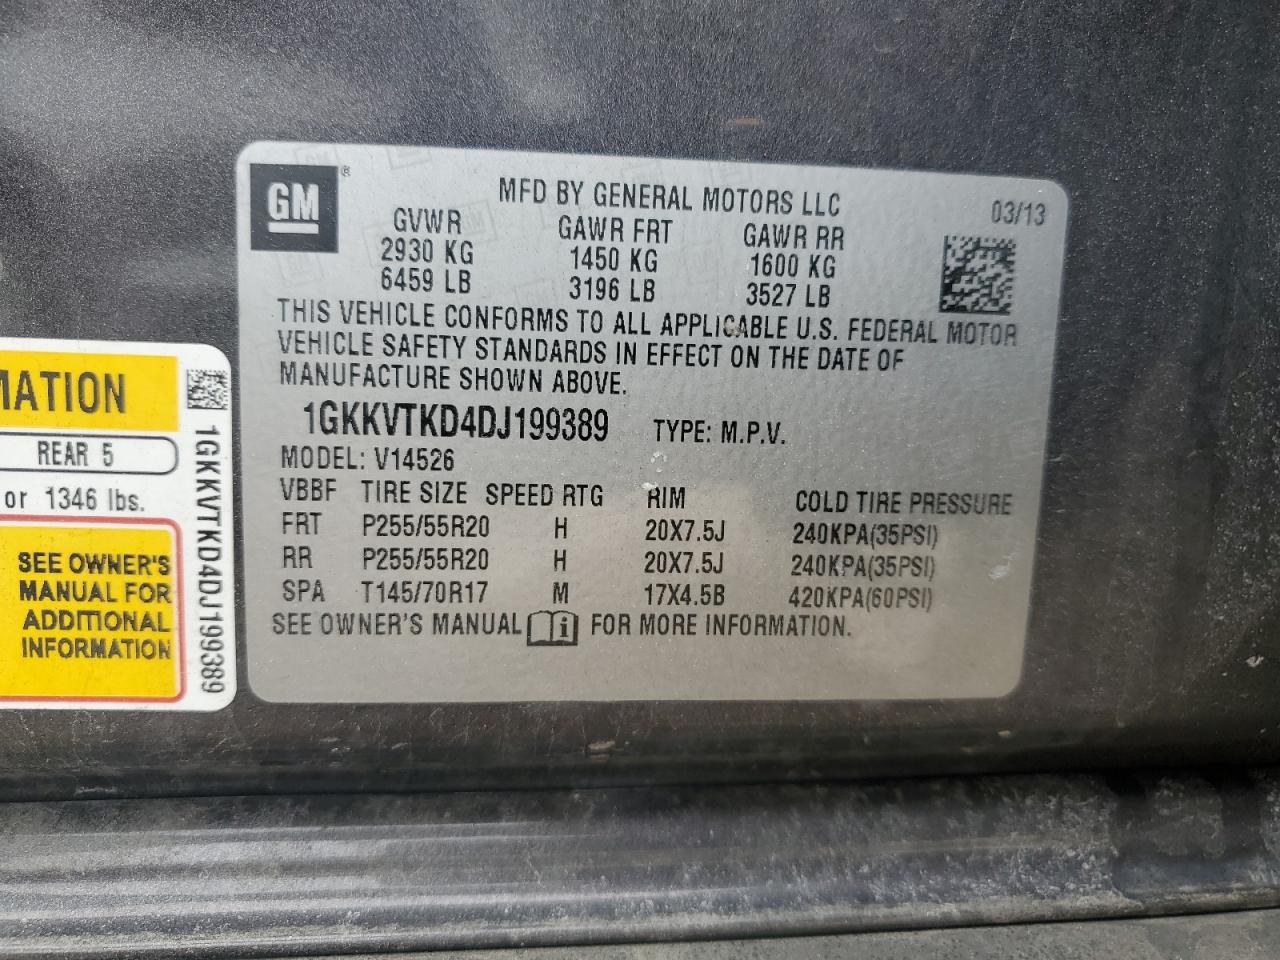 GM®
MFD BY GENERAL MOTORS LLC
03/13
GVWR GAWR FRT GAWR RR
2930 KG 1450 KG 1600 KG
6459 LB 3196 LB 3527 LB
THIS VEHICLE CONFORMS TO ALL APPLICABLE U.S. FEDERAL MOTOR
VEHICLE SAFETY STANDARDS IN EFFECT ON THE DATE OF
MANUFACTURE SHOWN ABOVE.
1GKKVTKD4DJ199389 TYPE: M.P.V.
MODEL: V14526
VBBF TIRE SIZE SPEED RTG RIM COLD TIRE PRESSURE
FRT P255/55R20 H 20X7.5J 240KPA(35PSI)
RR P255/55R20 H 20X7.5J 240KPA(35PSI)
SPA T145/70R17 M 17X4.5B 420KPA(60PSI)
SEE OWNER'S MANUAL i FOR MORE INFORMATION.
MATION
REAR 5
or 1346 lbs.
SEE OWNER'S
MANUAL FOR
ADDITIONAL
INFORMATION
1GKKVTKD4DJ199389